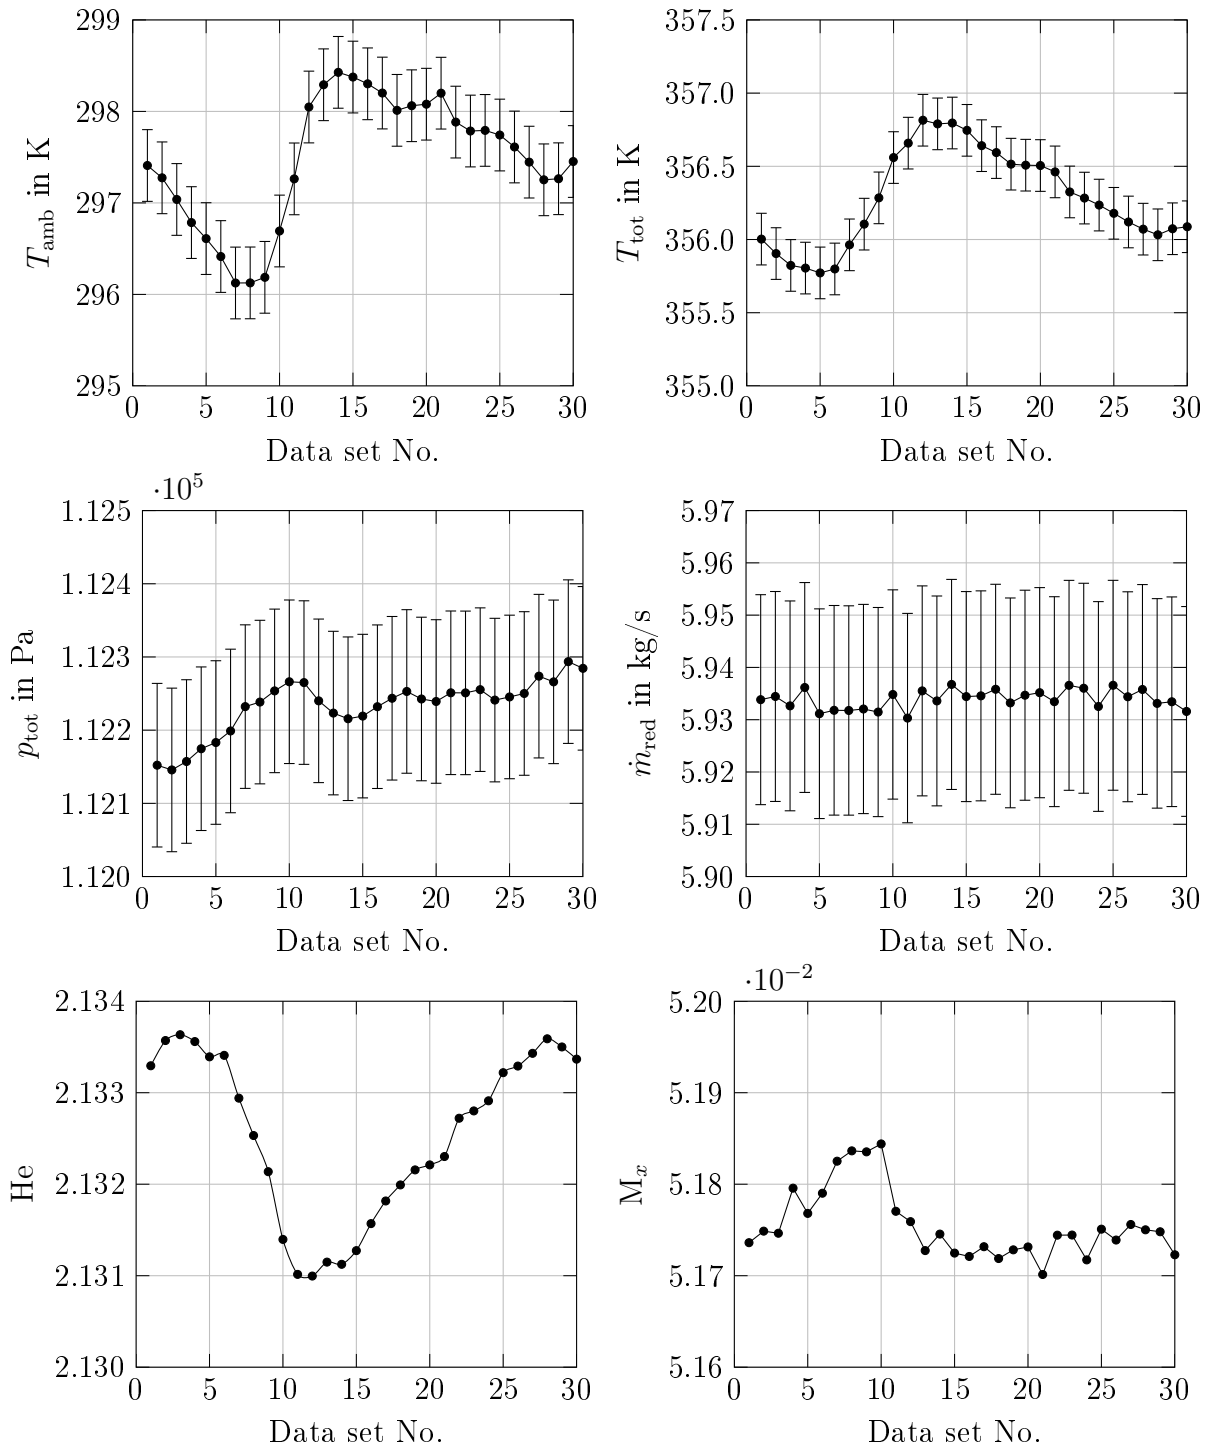 299
298
297
296
295
T_amb in K
0 5 10 15 20 25 30
Data set No.
357.5
357.0
356.5
356.0
355.5
355.0
T_tot in K
0 5 10 15 20 25 30
Data set No.
·10⁵
1.125
1.124
1.123
1.122
1.121
1.120
p_tot in Pa
0 5 10 15 20 25 30
Data set No.
5.97
5.96
5.95
5.94
5.93
5.92
5.91
5.90
ṁ_red in kg/s
0 5 10 15 20 25 30
Data set No.
2.134
2.133
2.132
2.131
2.130
He
0 5 10 15 20 25 30
Data set No.
·10⁻²
5.20
5.19
5.18
5.17
5.16
M_x
0 5 10 15 20 25 30
Data set No.